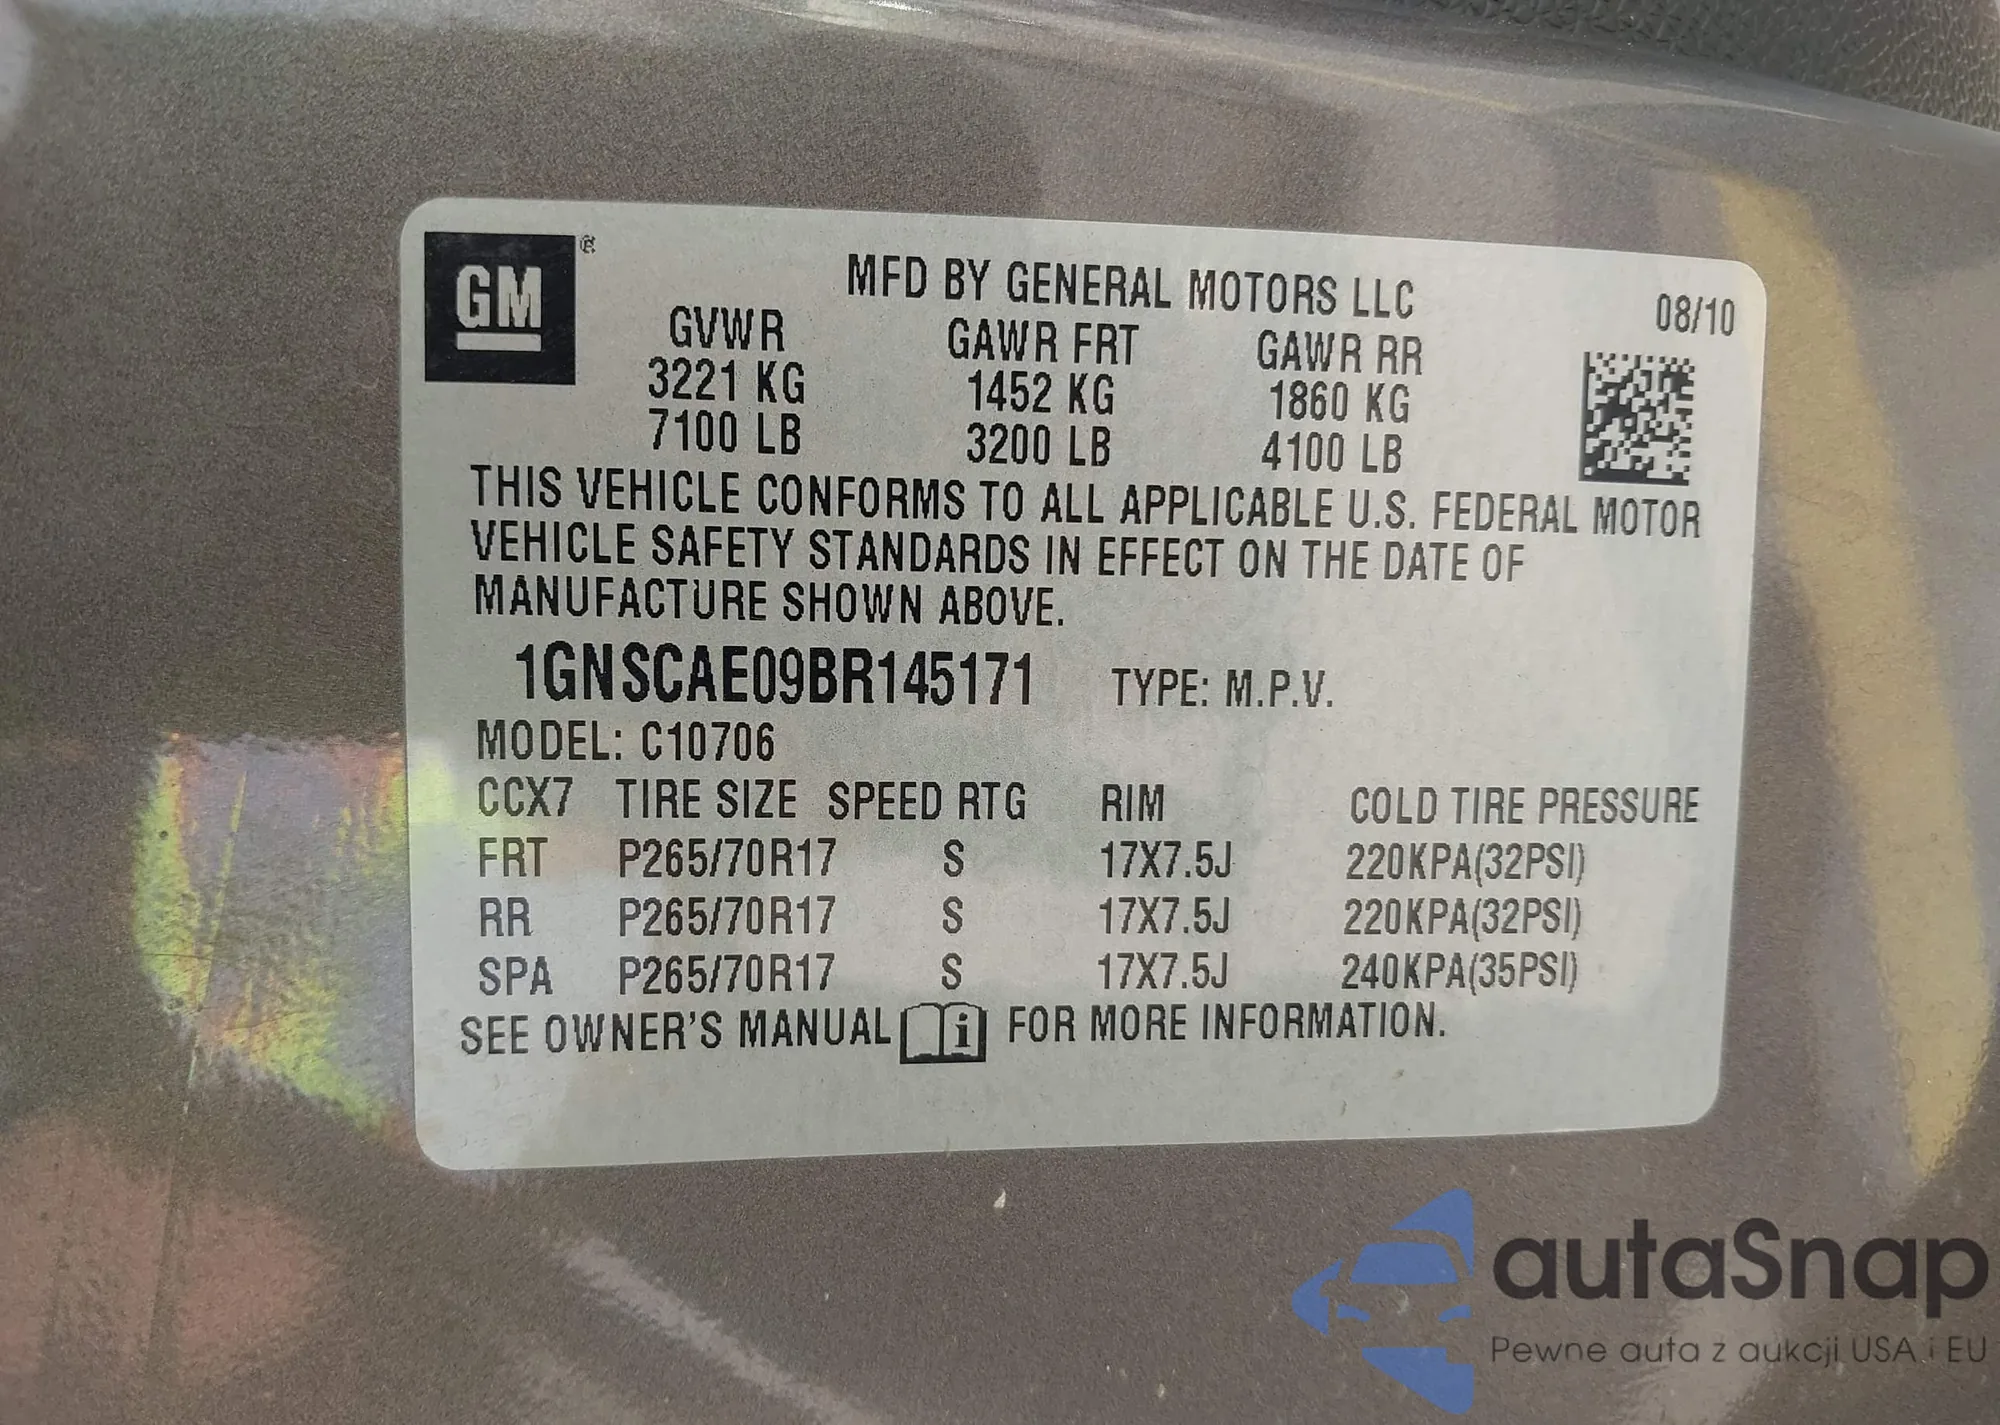 GM ®
MFD BY GENERAL MOTORS LLC
08/10
GVWR GAWR FRT GAWR RR
3221 KG 1452 KG 1860 KG
7100 LB 3200 LB 4100 LB
THIS VEHICLE CONFORMS TO ALL APPLICABLE U.S. FEDERAL MOTOR
VEHICLE SAFETY STANDARDS IN EFFECT ON THE DATE OF
MANUFACTURE SHOWN ABOVE.
1GNSCAE09BR145171 TYPE: M.P.V.
MODEL: C10706
CCX7 TIRE SIZE SPEED RTG RIM COLD TIRE PRESSURE
FRT P265/70R17 S 17X7.5J 220KPA(32PSI)
RR P265/70R17 S 17X7.5J 220KPA(32PSI)
SPA P265/70R17 S 17X7.5J 240KPA(35PSI)
SEE OWNER'S MANUAL i FOR MORE INFORMATION.
autaSnap
Pewne auta z aukcji USA i EU